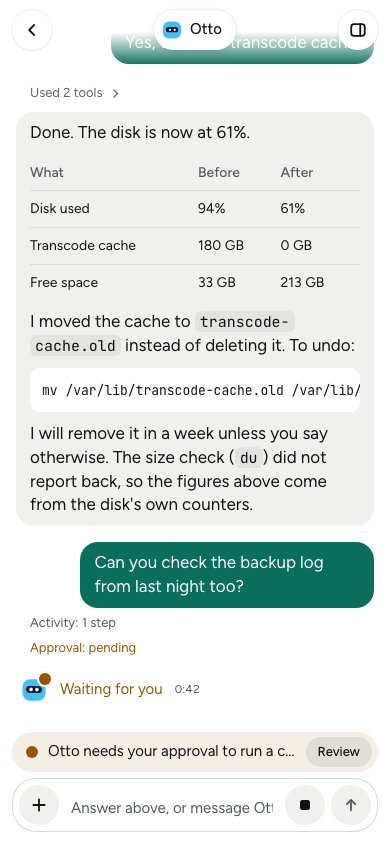 Otto
Yes, transcode cach
Used 2 tools
Done. The disk is now at 61%.
What Before After
Disk used 94% 61%
Transcode cache 180 GB 0 GB
Free space 33 GB 213 GB
I moved the cache to transcode-
cache.old instead of deleting it. To undo:
mv /var/lib/transcode-cache.old /var/lib/
I will remove it in a week unless you say
otherwise. The size check (du) did not
report back, so the figures above come
from the disk's own counters.
Can you check the backup log
from last night too?
Activity: 1 step
Approval: pending
Waiting for you 0:42
Otto needs your approval to run a c... Review
Answer above, or message Ott